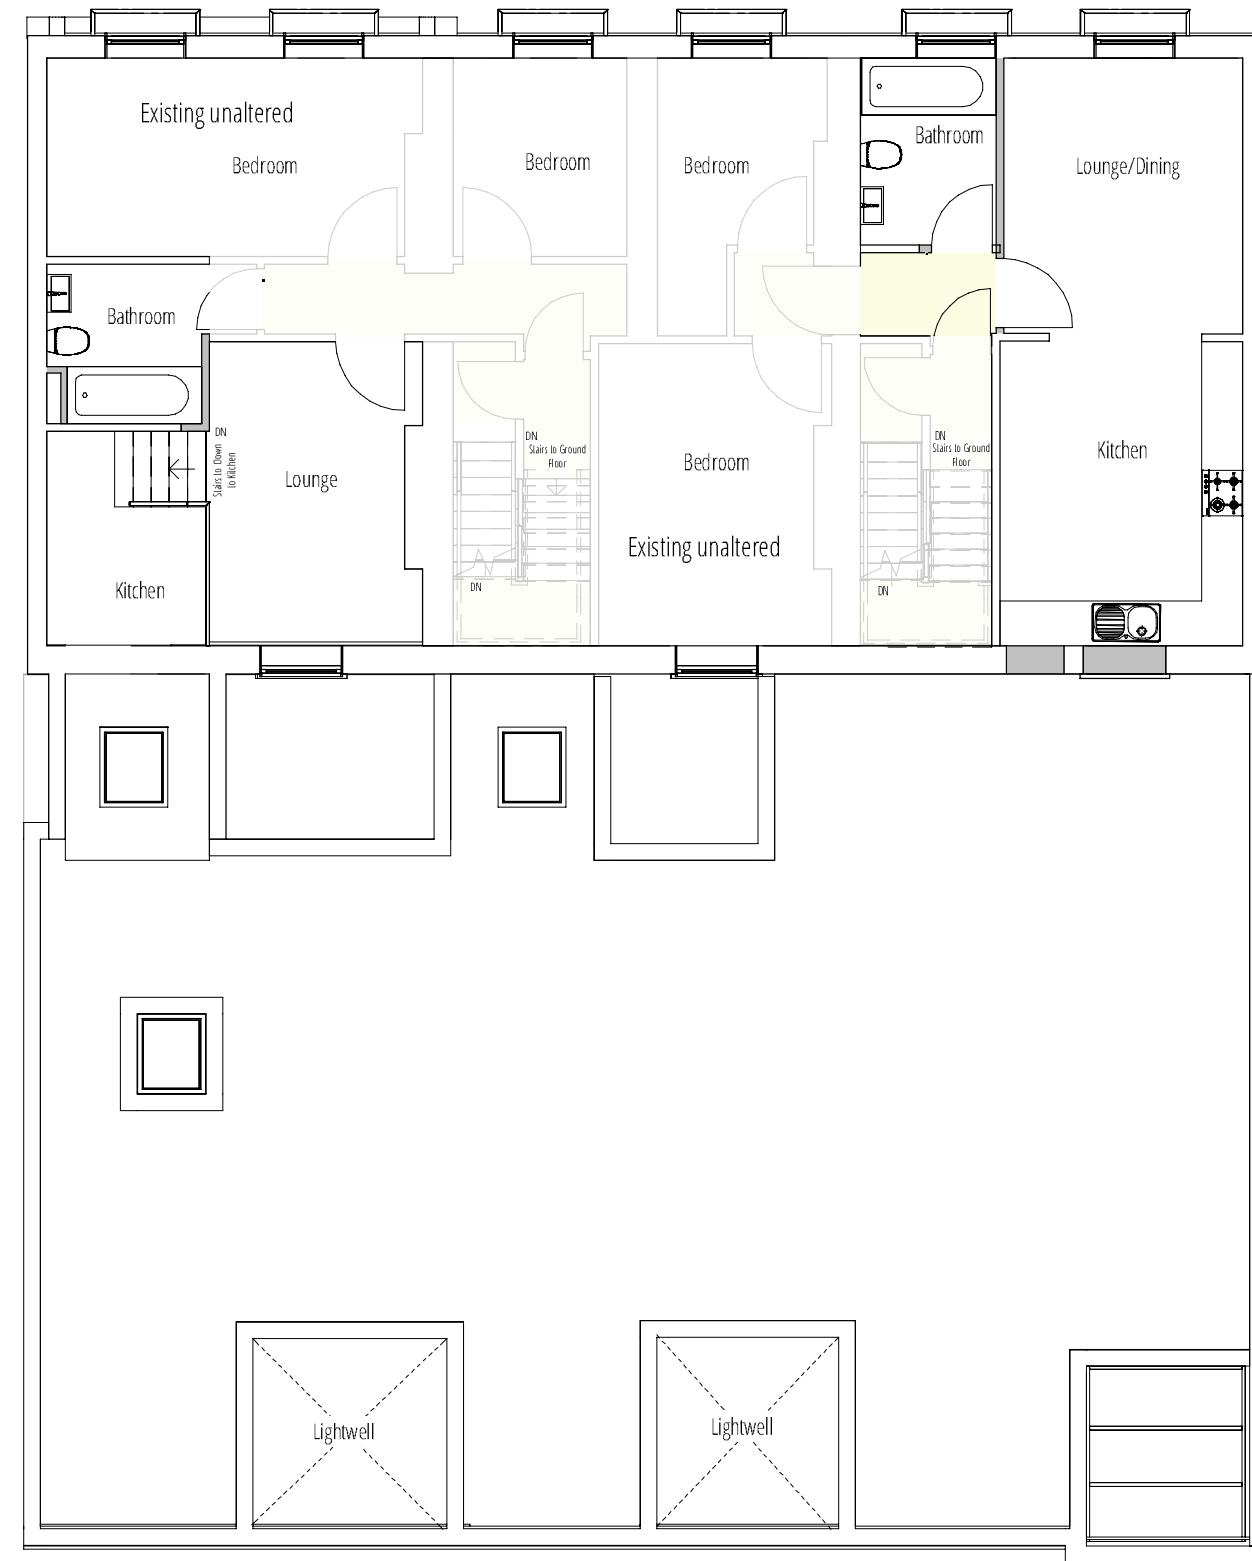 Existing unaltered
Bedroom
Bedroom
Bedroom
Bathroom
Lounge/Dining
Bathroom
DN
Stairs to Down
to Kitchen
Lounge
DN
Stairs to Ground
Floor
Bedroom
DN
Stairs to Ground
Floor
Kitchen
Existing unaltered
Kitchen
DN
DN
Lightwell
Lightwell